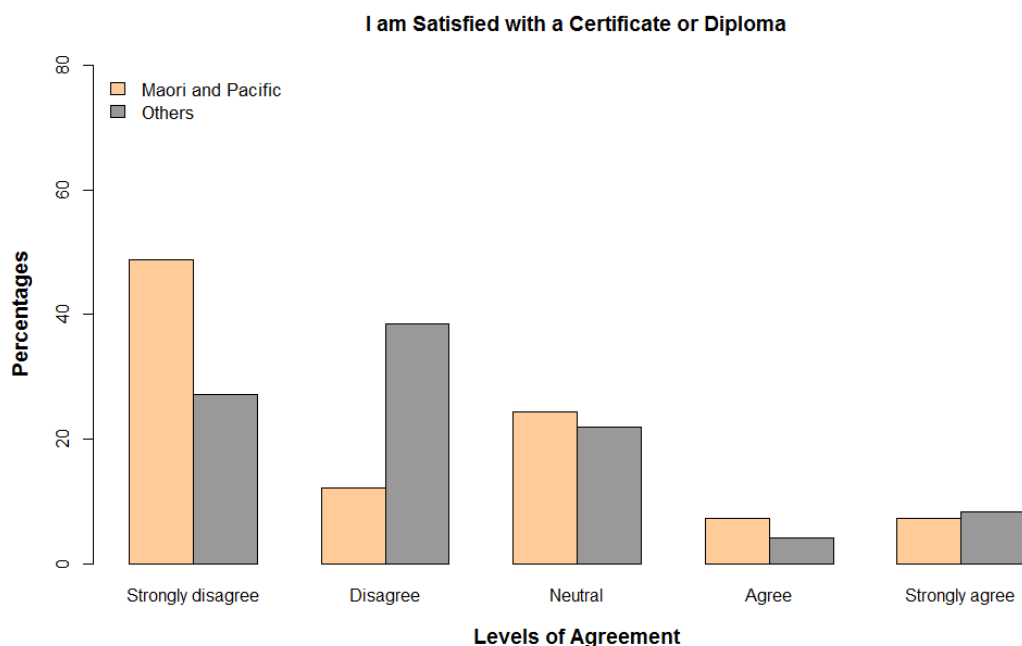 I am Satisfied with a Certificate or Diploma
80
Maori and Pacific
Others
60
Percentages
40
20
0
Strongly disagree Disagree Neutral Agree Strongly agree
Levels of Agreement